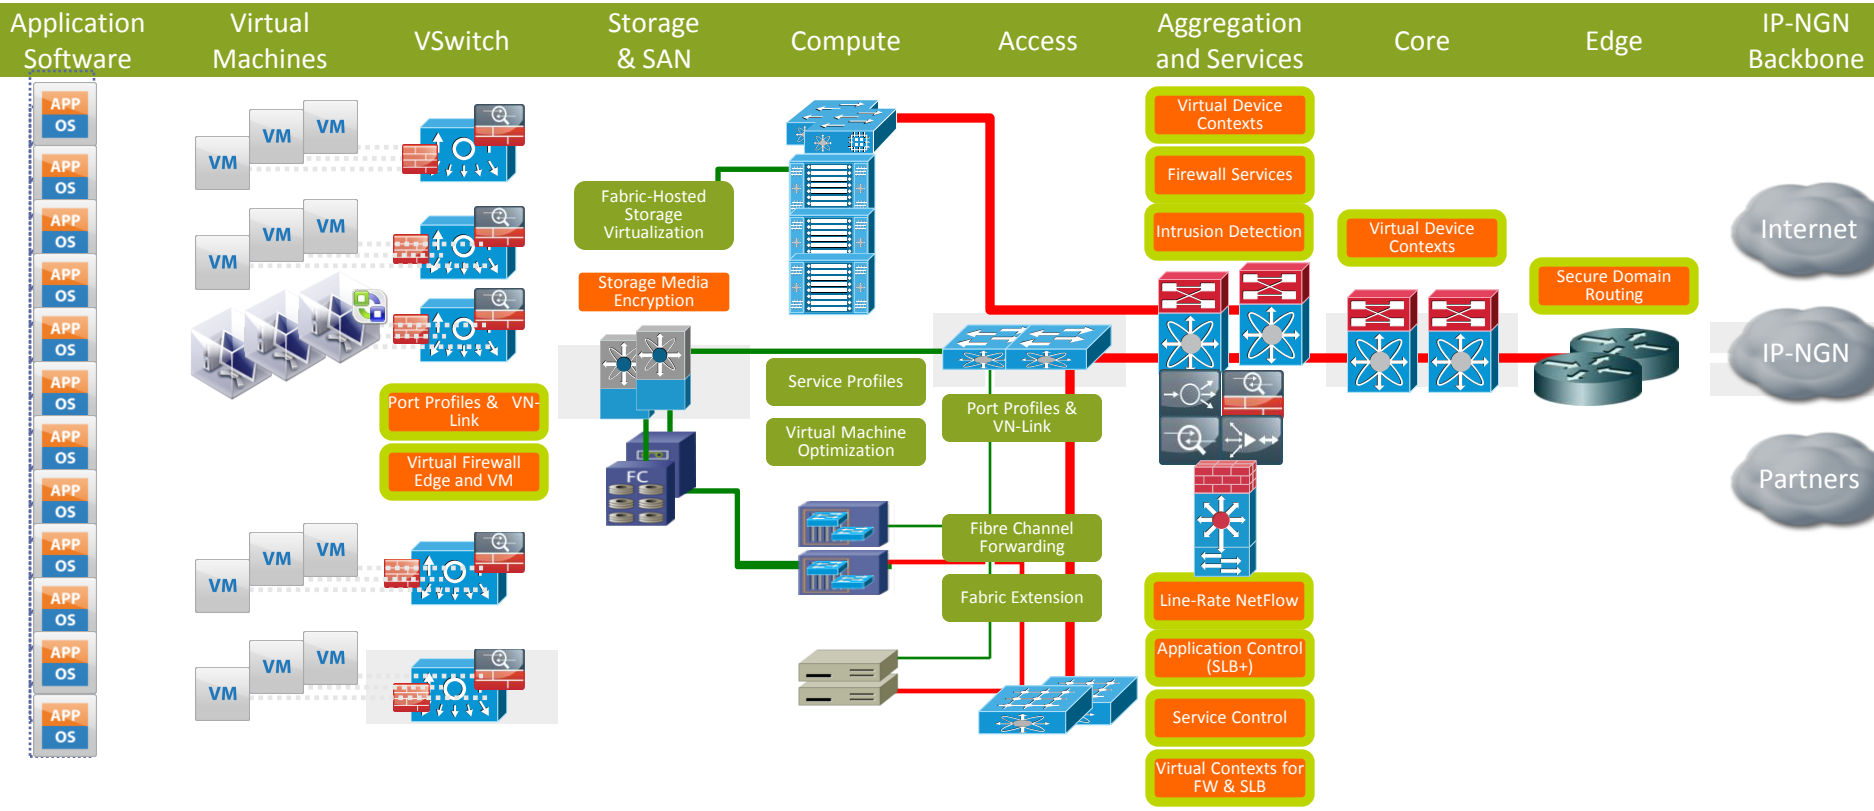 Application
Software
Virtual
Machines
VSwitch
Storage
& SAN
Compute
Access
Aggregation
and Services
Core
Edge
IP-NGN
Backbone
APP
OS
APP
OS
APP
OS
APP
OS
APP
OS
APP
OS
APP
OS
APP
OS
APP
OS
APP
OS
APP
OS
APP
OS
VM
VM
VM
VM
VM
VM
VM
VM
VM
VM
VM
VM
Port Profiles & VN-
Link
Virtual Firewall
Edge and VM
Fabric-Hosted
Storage
Virtualization
Storage Media
Encryption
FC
Service Profiles
Virtual Machine
Optimization
Port Profiles &
VN-Link
Fibre Channel
Forwarding
Fabric Extension
Virtual Device
Contexts
Firewall Services
Intrusion Detection
Line-Rate NetFlow
Application Control
(SLB+)
Service Control
Virtual Contexts for
FW & SLB
Virtual Device
Contexts
Secure Domain
Routing
Internet
IP-NGN
Partners